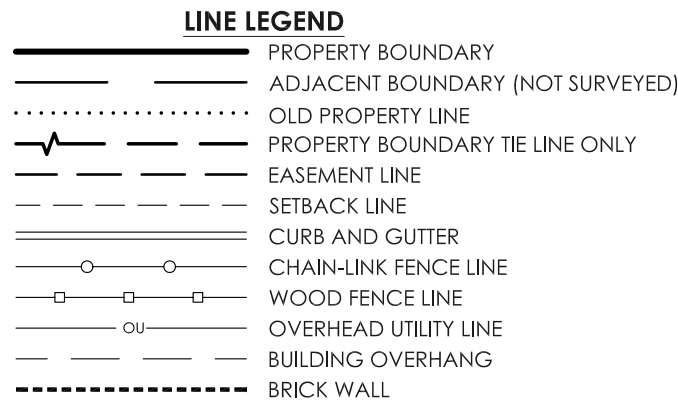 LINE LEGEND
PROPERTY BOUNDARY
ADJACENT BOUNDARY (NOT SURVEYED)
OLD PROPERTY LINE
PROPERTY BOUNDARY TIE LINE ONLY
EASEMENT LINE
SETBACK LINE
CURB AND GUTTER
CHAIN-LINK FENCE LINE
WOOD FENCE LINE
OU OVERHEAD UTILITY LINE
BUILDING OVERHANG
BRICK WALL